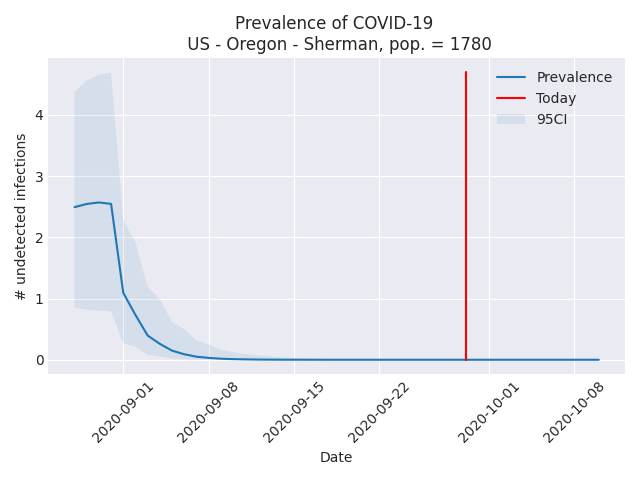 Prevalence of COVID-19
US - Oregon - Sherman, pop. = 1780
Prevalence
Today
95CI
# undetected infections
4
3
2
1
0
2020-09-01
2020-09-08
2020-09-15
2020-09-22
2020-10-01
2020-10-08
Date